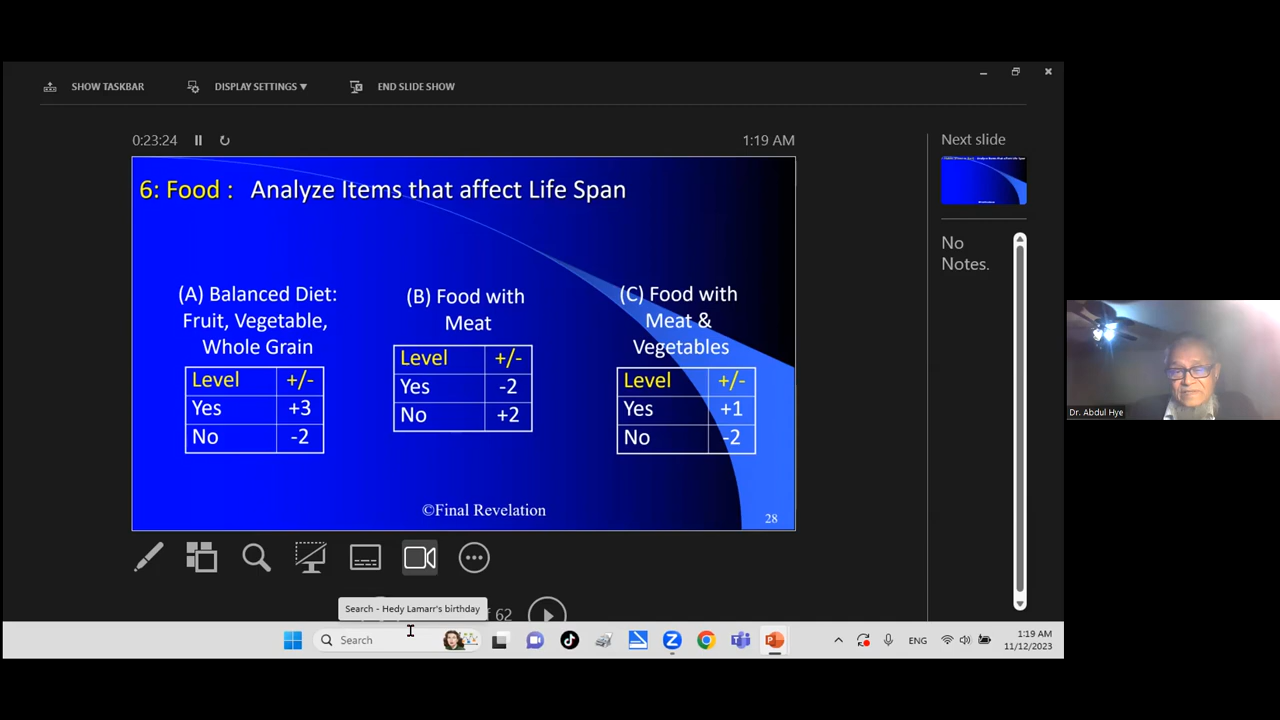 SHOW TASKBAR
DISPLAY SETTINGS ▼
END SLIDE SHOW
0:23:24
1:19 AM
Next slide
6: Food : Analyze Items that affect Life Span
(A) Balanced Diet:
Fruit, Vegetable,
Whole Grain
Level +/-
Yes +3
No -2
(B) Food with
Meat
Level +/-
Yes -2
No +2
(C) Food with
Meat &
Vegetables
Level +/-
Yes +1
No -2
©Final Revelation
28
No
Notes.
Dr. Abdul Hye
Search - Hedy Lamarr's birthday
62
Search
ENG
1:19 AM
11/12/2023